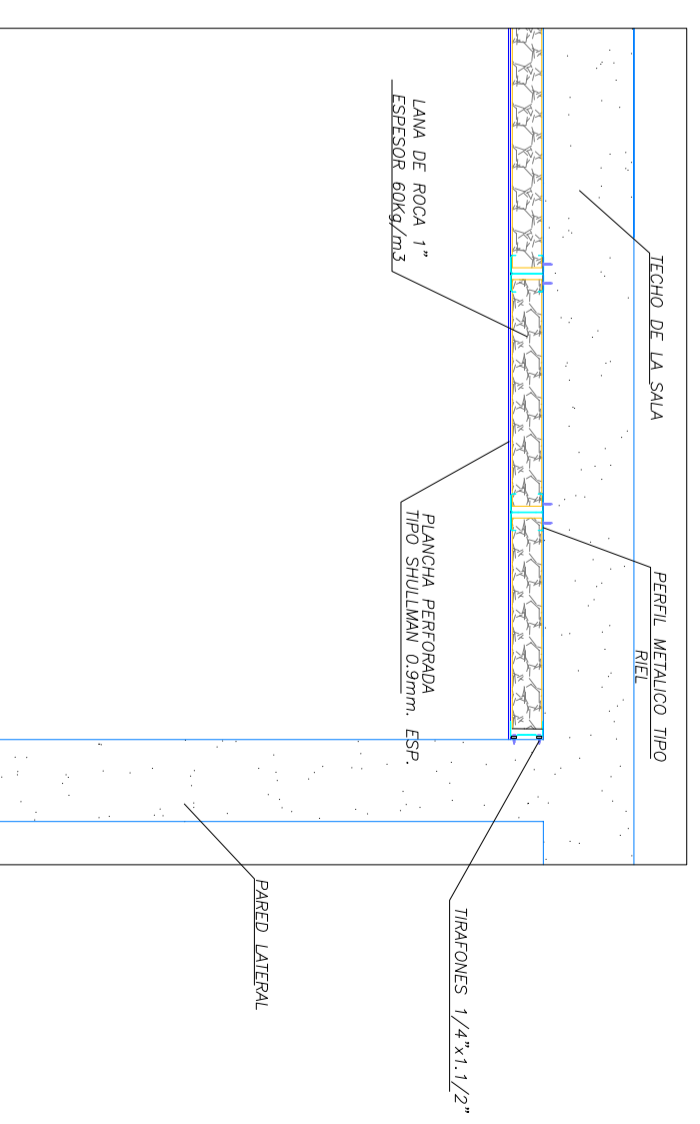 TECHO DE LA SALA
PERFIL METALICO TIPO
RIEL
LANA DE ROCA 1"
ESPESOR 60Kg/m3
PLANCHA PERFORADA
TIPO SHULLMAN 0.9mm. ESP.
TIRAFONES 1/4"x1.1/2"
PARED LATERAL